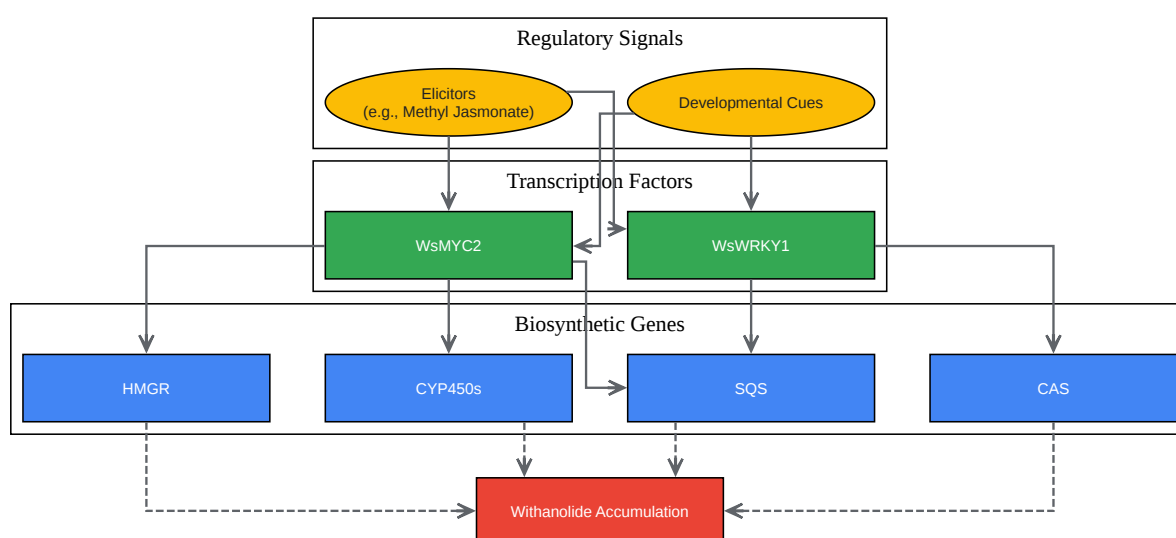 Regulatory Signals
Elicitors
(e.g., Methyl Jasmonate)
Developmental Cues
Transcription Factors
WsMYC2
WsWRKY1
Biosynthetic Genes
HMGR
CYP450s
SQS
CAS
Withanolide Accumulation